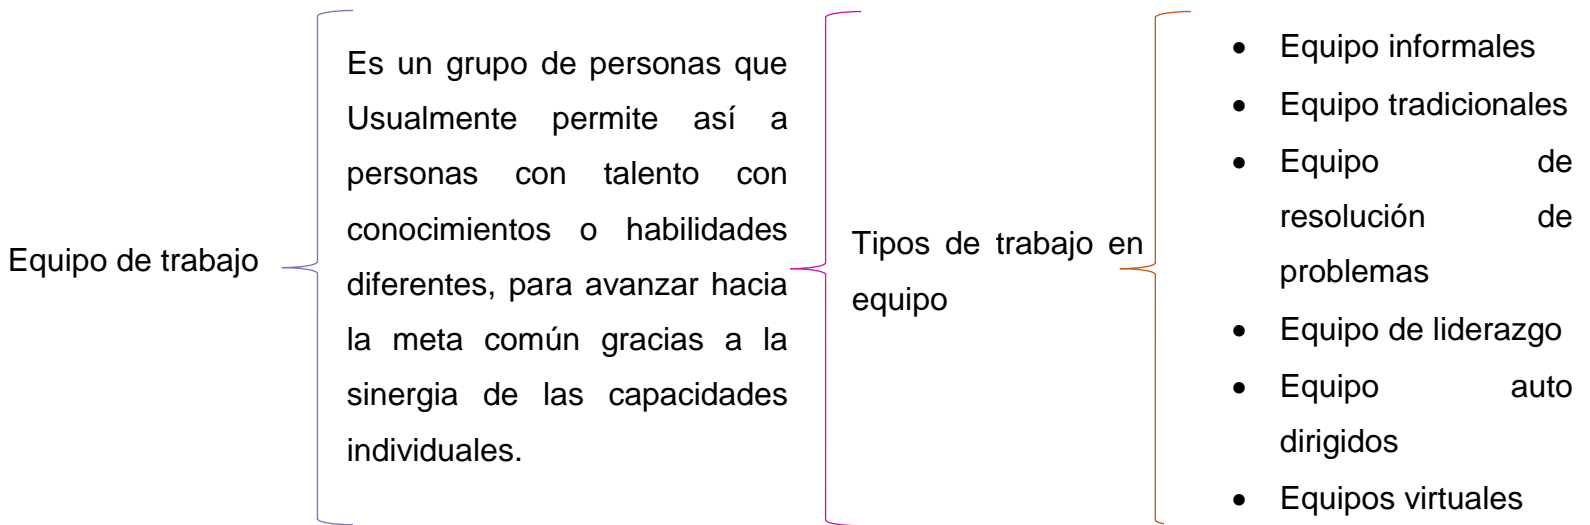 Equipo de trabajo
Es un grupo de personas que
Usualmente permite así a
personas con talento con
conocimientos o habilidades
diferentes, para avanzar hacia
la meta común gracias a la
sinergia de las capacidades
individuales.
Tipos de trabajo en
equipo
• Equipo informales
• Equipo tradicionales
• Equipo de
resolución de
problemas
• Equipo de liderazgo
• Equipo auto
dirigidos
• Equipos virtuales